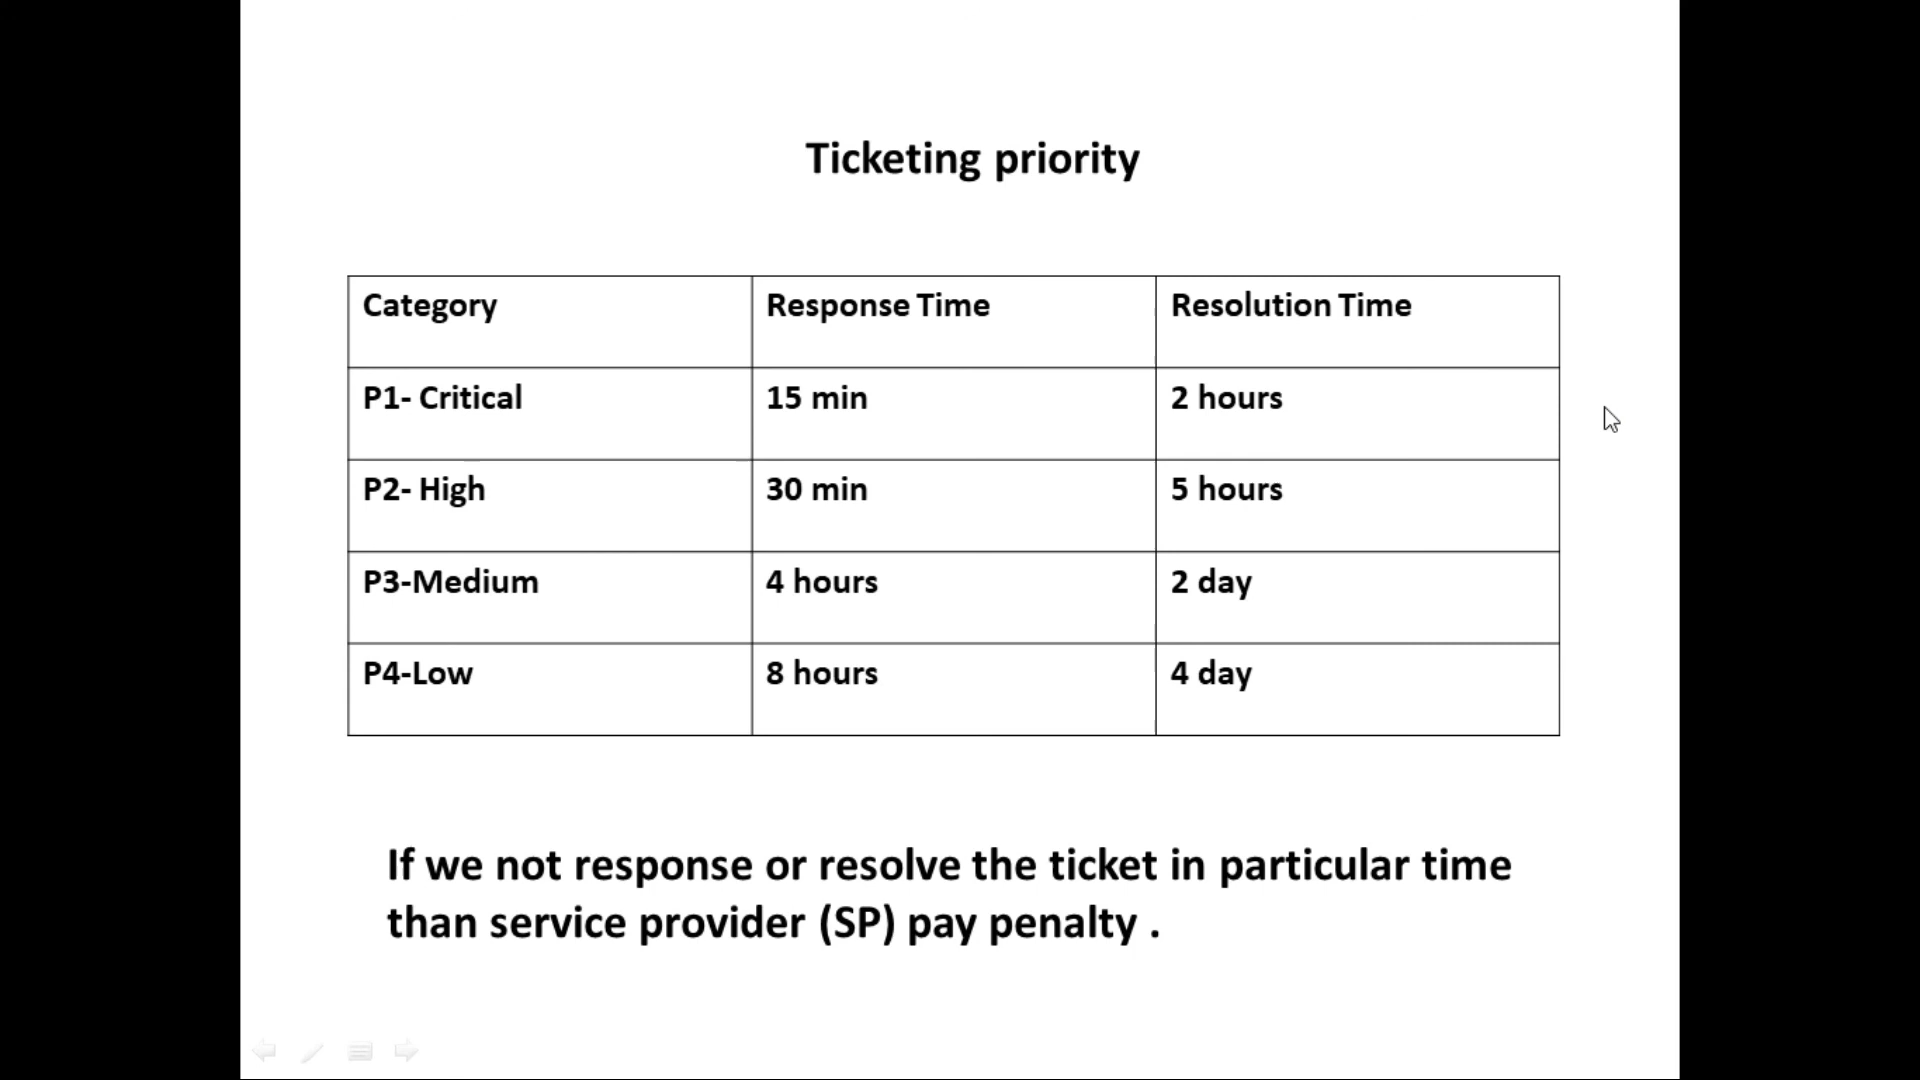 Ticketing priority
Category Response Time Resolution Time
P1- Critical 15 min 2 hours
P2- High 30 min 5 hours
P3-Medium 4 hours 2 day
P4-Low 8 hours 4 day
If we not response or resolve the ticket in particular time
than service provider (SP) pay penalty .